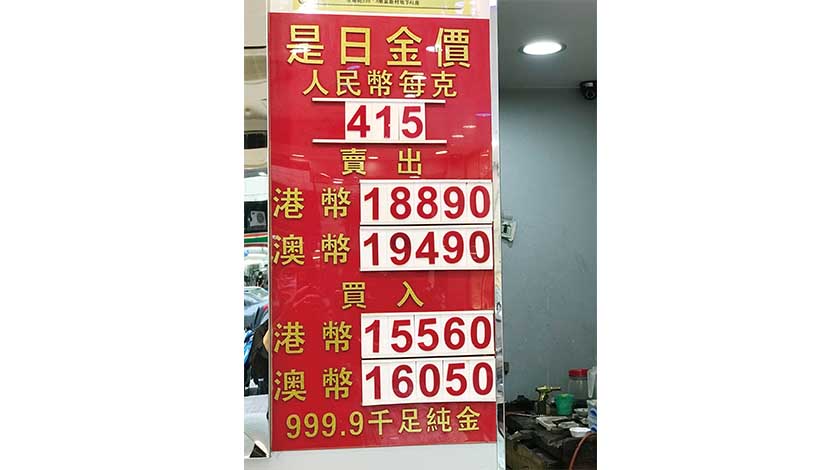 是日金價
人民幣每克
415
賣出
港幣 18890
澳幣 19490
買入
港幣 15560
澳幣 16050
999.9千足純金